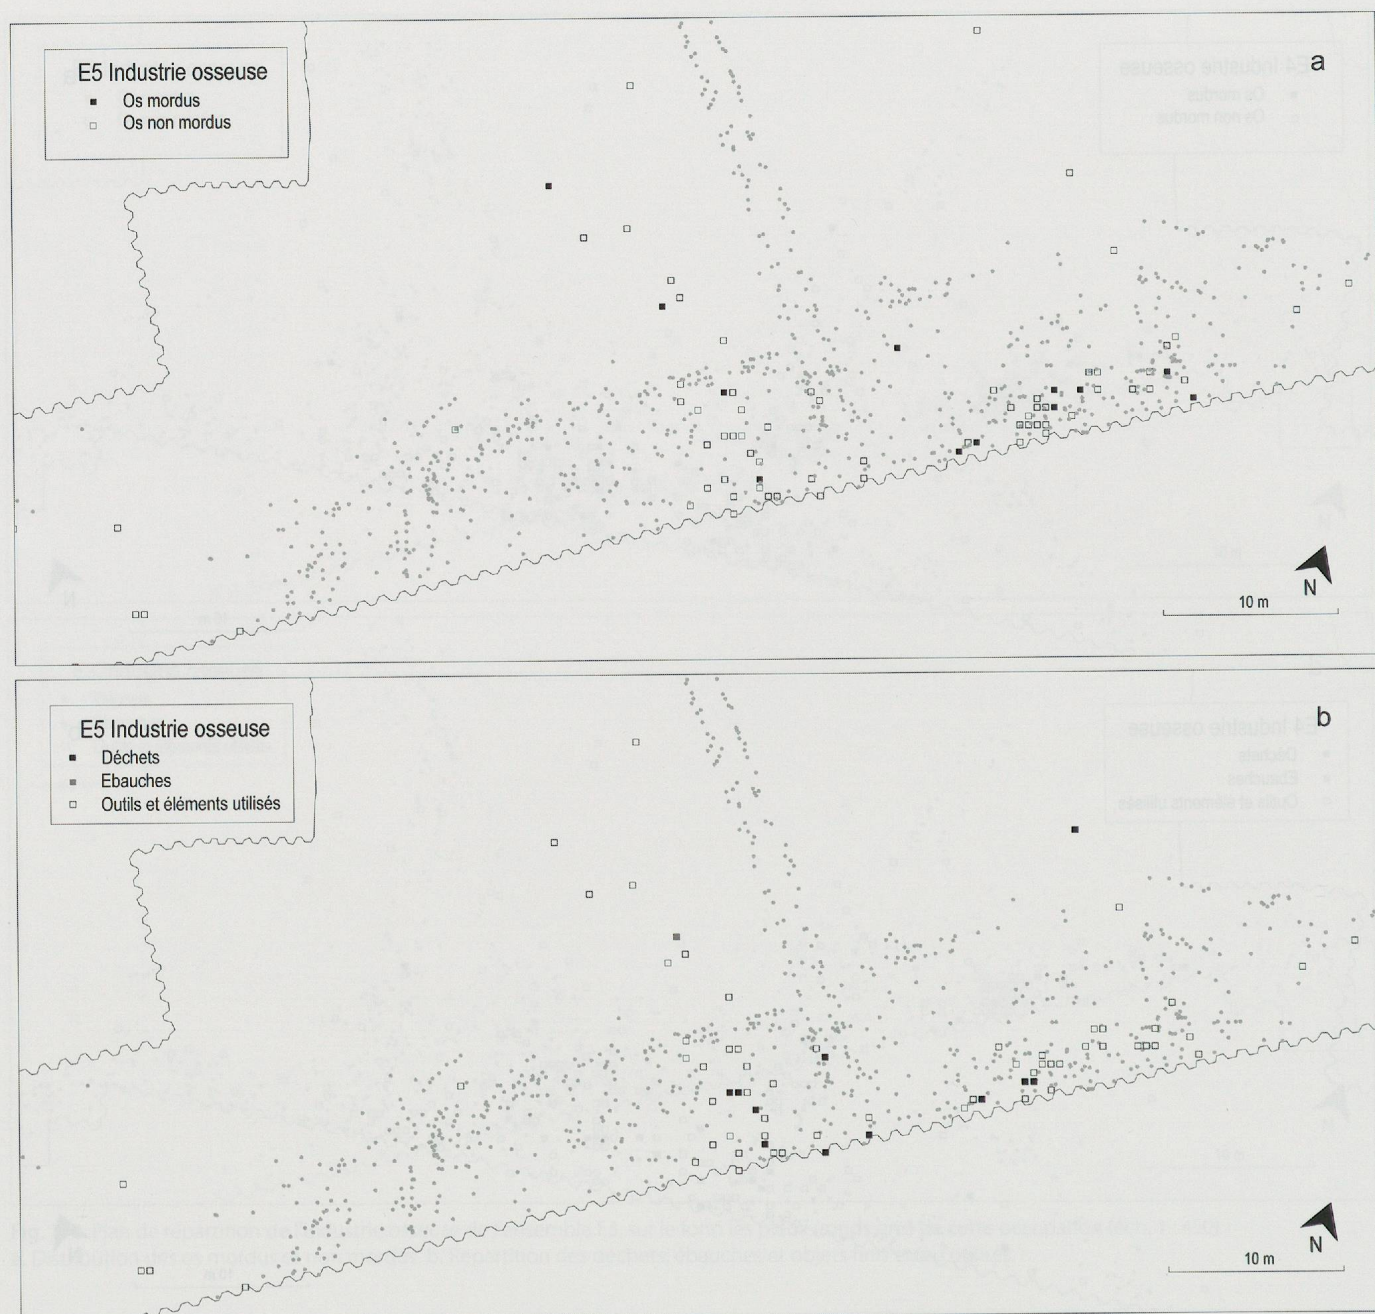 a
E5 Industrie osseuse
Os mordus
Os non mordus
N
10 m
b
E5 Industrie osseuse
Déchets
Ebauches
Outils et éléments utilisés
N
10 m